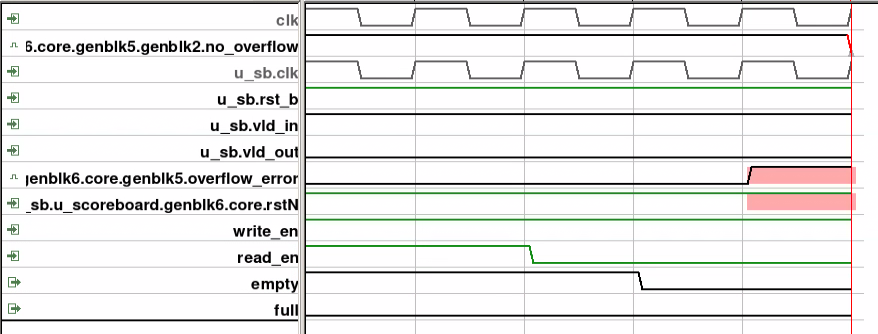 clk
6.core.genblk5.genblk2.no_overflow
u_sb.clk
u_sb.rst_b
u_sb.vld_in
u_sb.vld_out
genblk6.core.genblk5.overflow_error
_sb.u_scoreboard.genblk6.core.rstN
write_en
read_en
empty
full